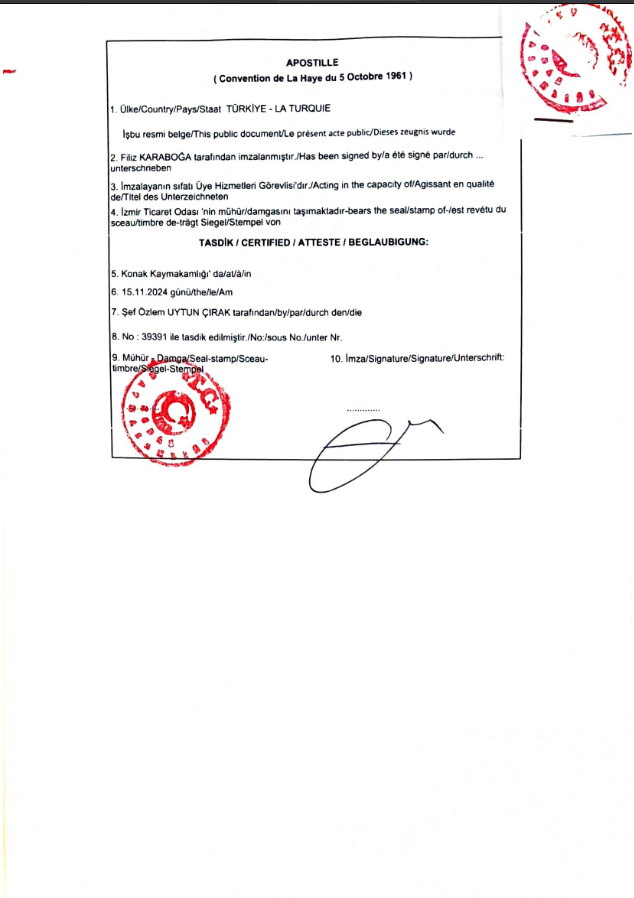 APOSTILLE
( Convention de La Haye du 5 Octobre 1961 )
1. Ülke/Country/Pays/Staat TÜRKİYE - LA TURQUIE
İşbu resmi belge/This public document/Le présent acte public/Dieses zeugnis wurde
2. Filiz KARABOĞA tarafından imzalanmıştır./Has been signed by/a été signé par/durch ...
unterschrieben
3. İmzalayanın sıfatı Üye Hizmetleri Görevlisi'dır./Acting in the capacity of/Agissant en qualité
de/Titel des Unterzeichneten
4. İzmir Ticaret Odası 'nin mühür/damgasını taşımaktadır-bears the seal/stamp of-/est revétu du
sceau/timbre de-trägt Siegel/Stempel von
TASDİK / CERTIFIED / ATTESTE / BEGLAUBIGUNG:
5. Konak Kaymakamlığı' da/at/à/in
6. 15.11.2024 günü/the/le/Am
7. Şef Özlem UYTUN ÇIRAK tarafından/by/par/durch den/die
8. No : 39391 ile tasdik edilmiştir./No:/sous No./unter Nr.
9. Mühür - Damga/Seal-stamp/Sceau-
timbre/Siegel-Stempel
10. İmza/Signature/Signature/Unterschrift:
.............
T.C.